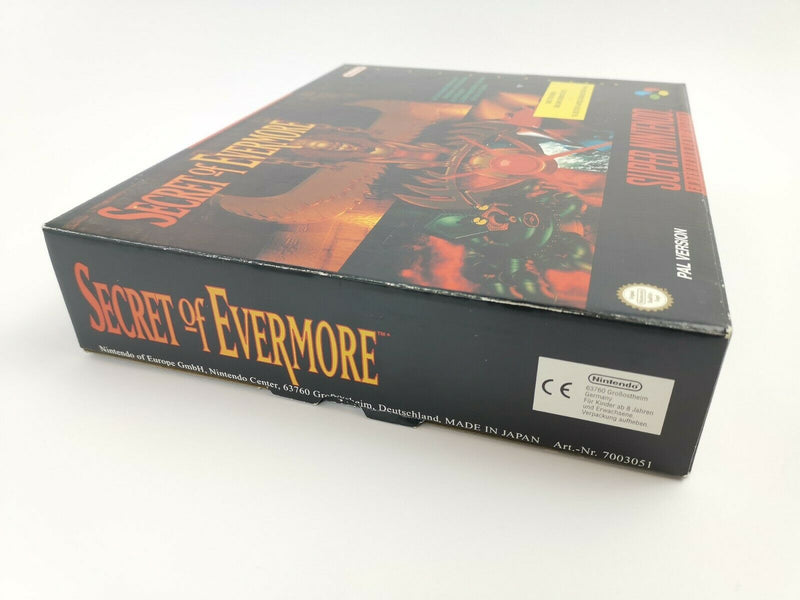 Nintendo
SECRET of EVERMORE
SUPER NINTENDO
PAL VERSION
SECRET of EVERMORE™
Nintendo of Europe GmbH, Nintendo Center, 63760 Großostheim, Deutschland. MADE IN JAPAN
Art.-Nr. 7003051
CE
Nintendo
63760 Großostheim
Germany
Für Kinder ab 8 Jahren
und Erwachsene.
Verpackung aufheben.